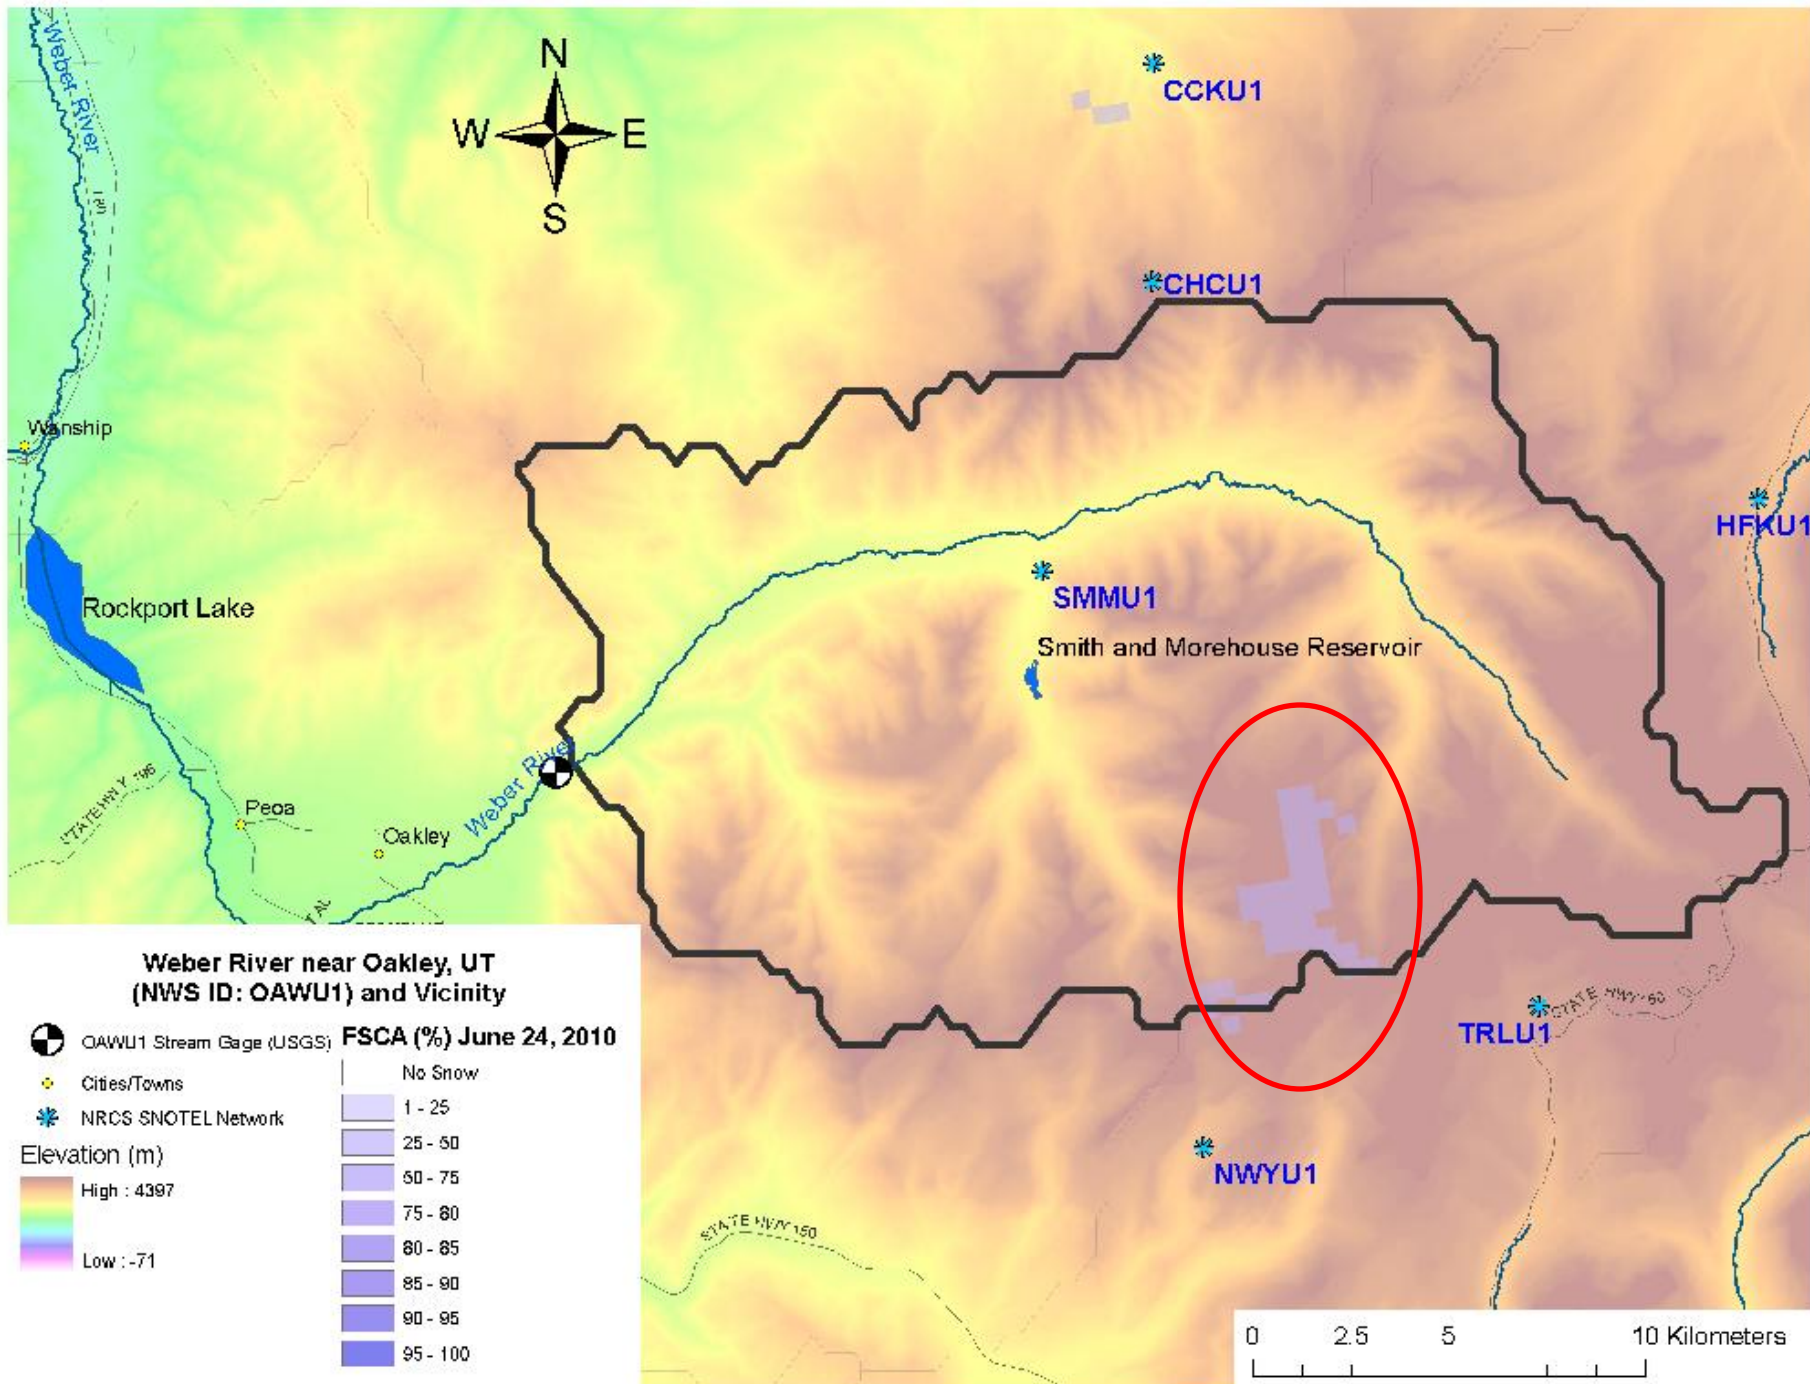 Weber River
I 80
N
W
E
S
CCKU1
CHCU1
Wanship
HFKU1
Rockport Lake
SMMU1
Smith and Morehouse Reservoir
Weber River
Peoa
Oakley
TRLU1
STATE HWY 150
NWYU1
STATE HWY 150
Weber River near Oakley, UT
(NWS ID: OAWU1) and Vicinity
OAWU1 Stream Gage (USGS)
Cities/Towns
NRCS SNOTEL Network
Elevation (m)
High : 4397
Low : -71
FSCA (%) June 24, 2010
No Snow
1 - 25
25 - 50
50 - 75
75 - 80
80 - 85
85 - 90
90 - 95
95 - 100
0 2.5 5 10 Kilometers